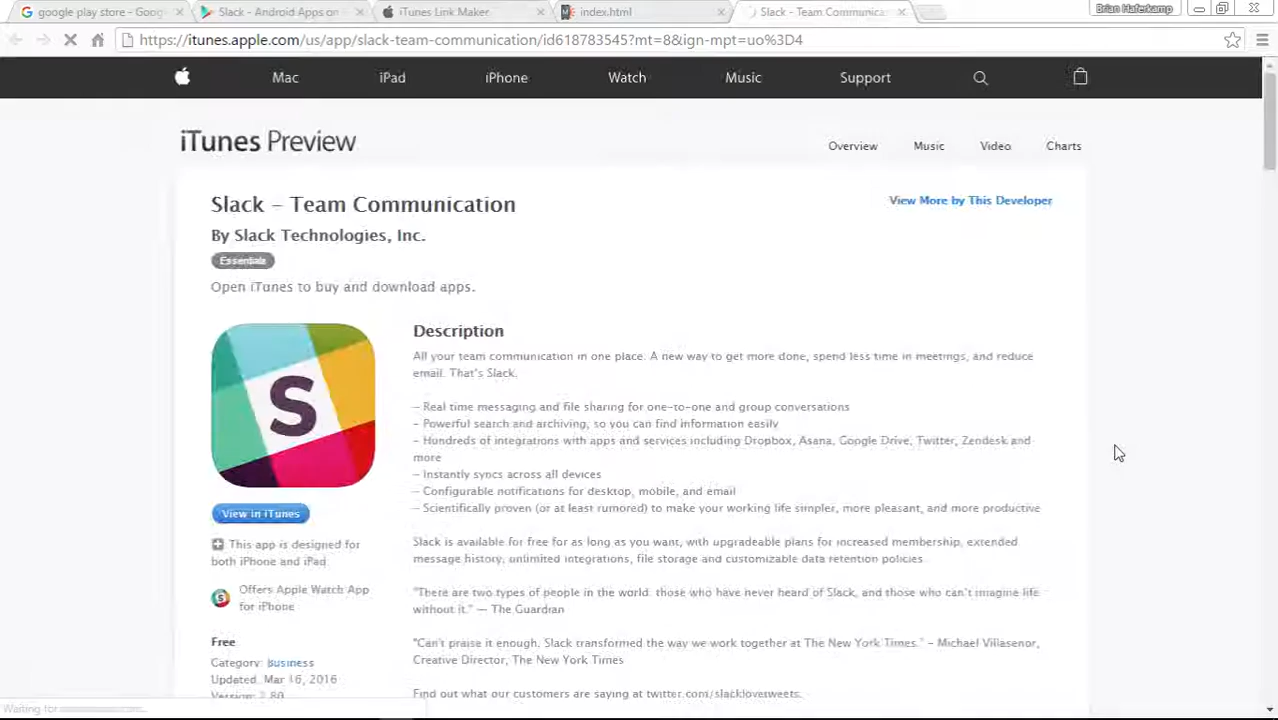 google play store - Goog
Slack - Android Apps on
iTunes Link Maker
index.html
Slack - Team Communica
Brian Haferkamp
https://itunes.apple.com/us/app/slack-team-communication/id618783545?mt=8&ign-mpt=uo%3D4
Mac iPad iPhone Watch Music Support
iTunes Preview
Overview Music Video Charts
Slack – Team Communication
View More by This Developer
By Slack Technologies, Inc.
Essentials
Open iTunes to buy and download apps.
S
View in iTunes
This app is designed for
both iPhone and iPad
Offers Apple Watch App
for iPhone
Free
Category: Business
Updated: Mar 16, 2016
Version:
Description
All your team communication in one place. A new way to get more done, spend less time in meetings, and reduce
email. That's Slack.
– Real time messaging and file sharing for one-to-one and group conversations
– Powerful search and archiving, so you can find information easily
– Hundreds of integrations with apps and services including Dropbox, Asana, Google Drive, Twitter, Zendesk and
more
– Instantly syncs across all devices
– Configurable notifications for desktop, mobile, and email
– Scientifically proven (or at least rumored) to make your working life simpler, more pleasant, and more productive
Slack is available for free for as long as you want, with upgradeable plans for increased membership, extended
message history, unlimited integrations, file storage and customizable data retention policies.
"There are two types of people in the world: those who have never heard of Slack, and those who can't imagine life
without it." — The Guardian
"Can't praise it enough. Slack transformed the way we work together at The New York Times." – Michael Villasenor,
Creative Director, The New York Times
Find out what our customers are saying at twitter.com/slacklovetweets.
Waiting for